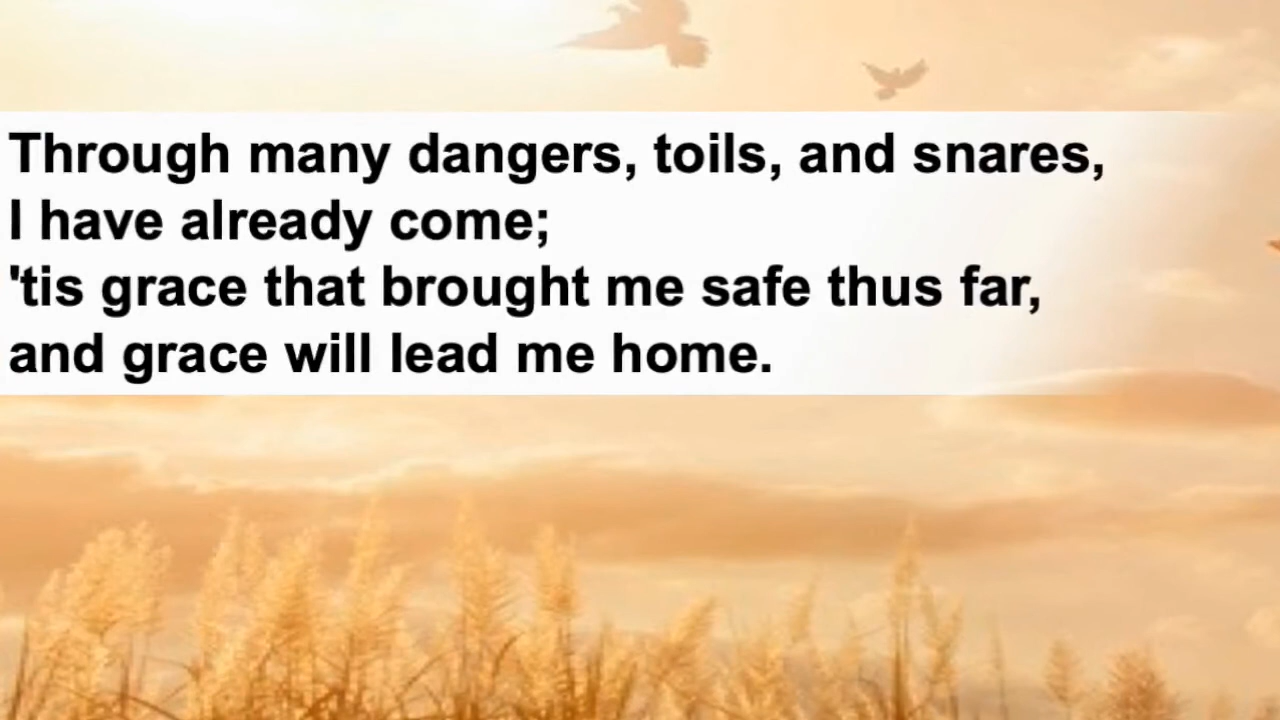 Through many dangers, toils, and snares,
I have already come;
'tis grace that brought me safe thus far,
and grace will lead me home.